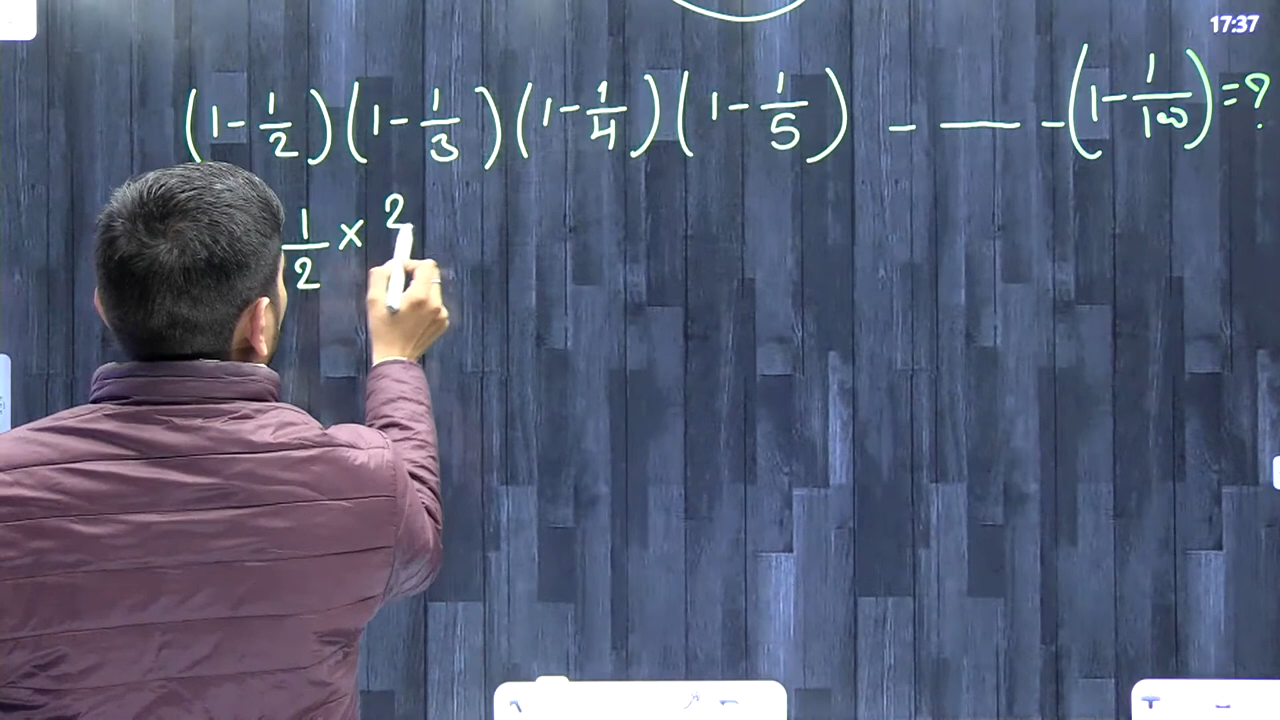 17:37
(1-1/2)(1-1/3)(1-1/4)(1-1/5) - — -(1-1/100)=?
1/2 × 2